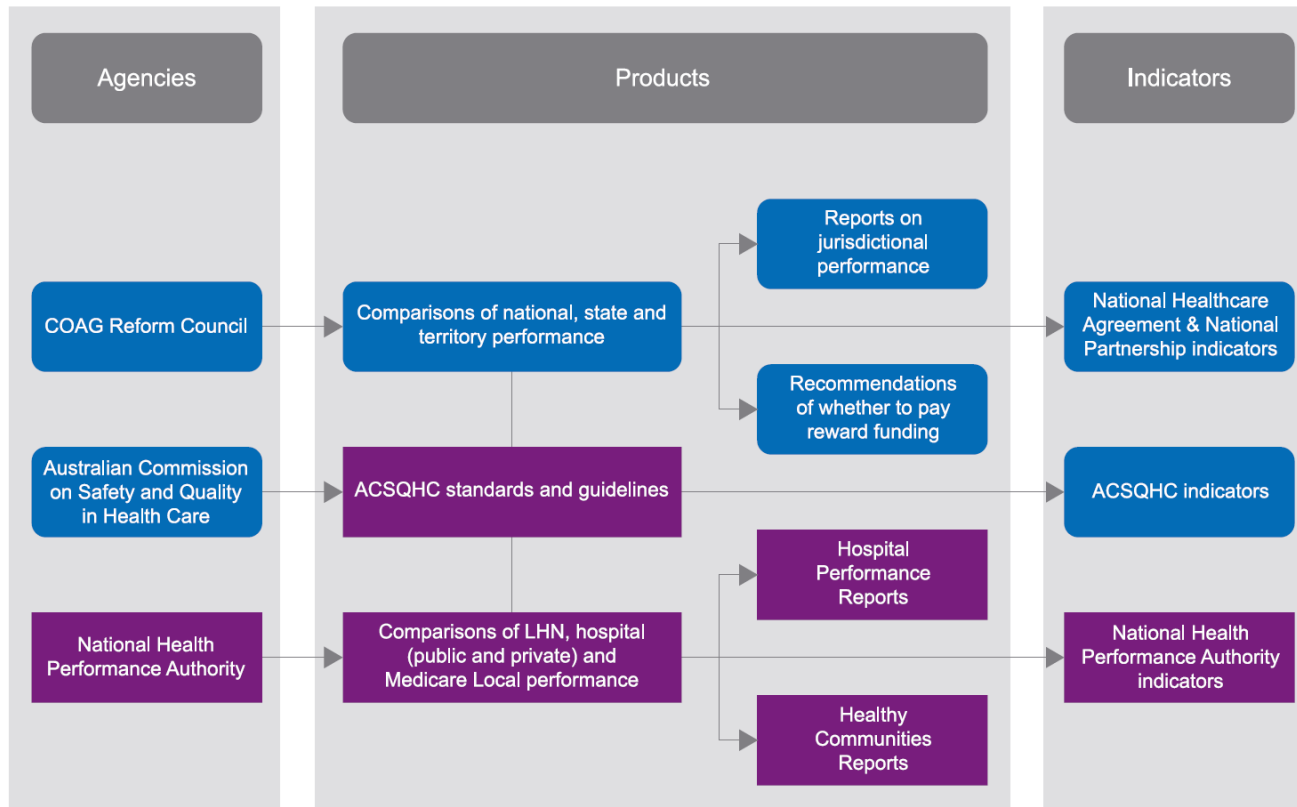 Agencies
Products
Indicators
Reports on
jurisdictional
performance
COAG Reform Council
Comparisons of national, state and
territory performance
National Healthcare
Agreement & National
Partnership indicators
Recommendations
of whether to pay
reward funding
Australian Commission
on Safety and Quality
in Health Care
ACSQHC standards and guidelines
ACSQHC indicators
Hospital
Performance
Reports
National Health
Performance Authority
Comparisons of LHN, hospital
(public and private) and
Medicare Local performance
National Health
Performance Authority
indicators
Healthy
Communities
Reports